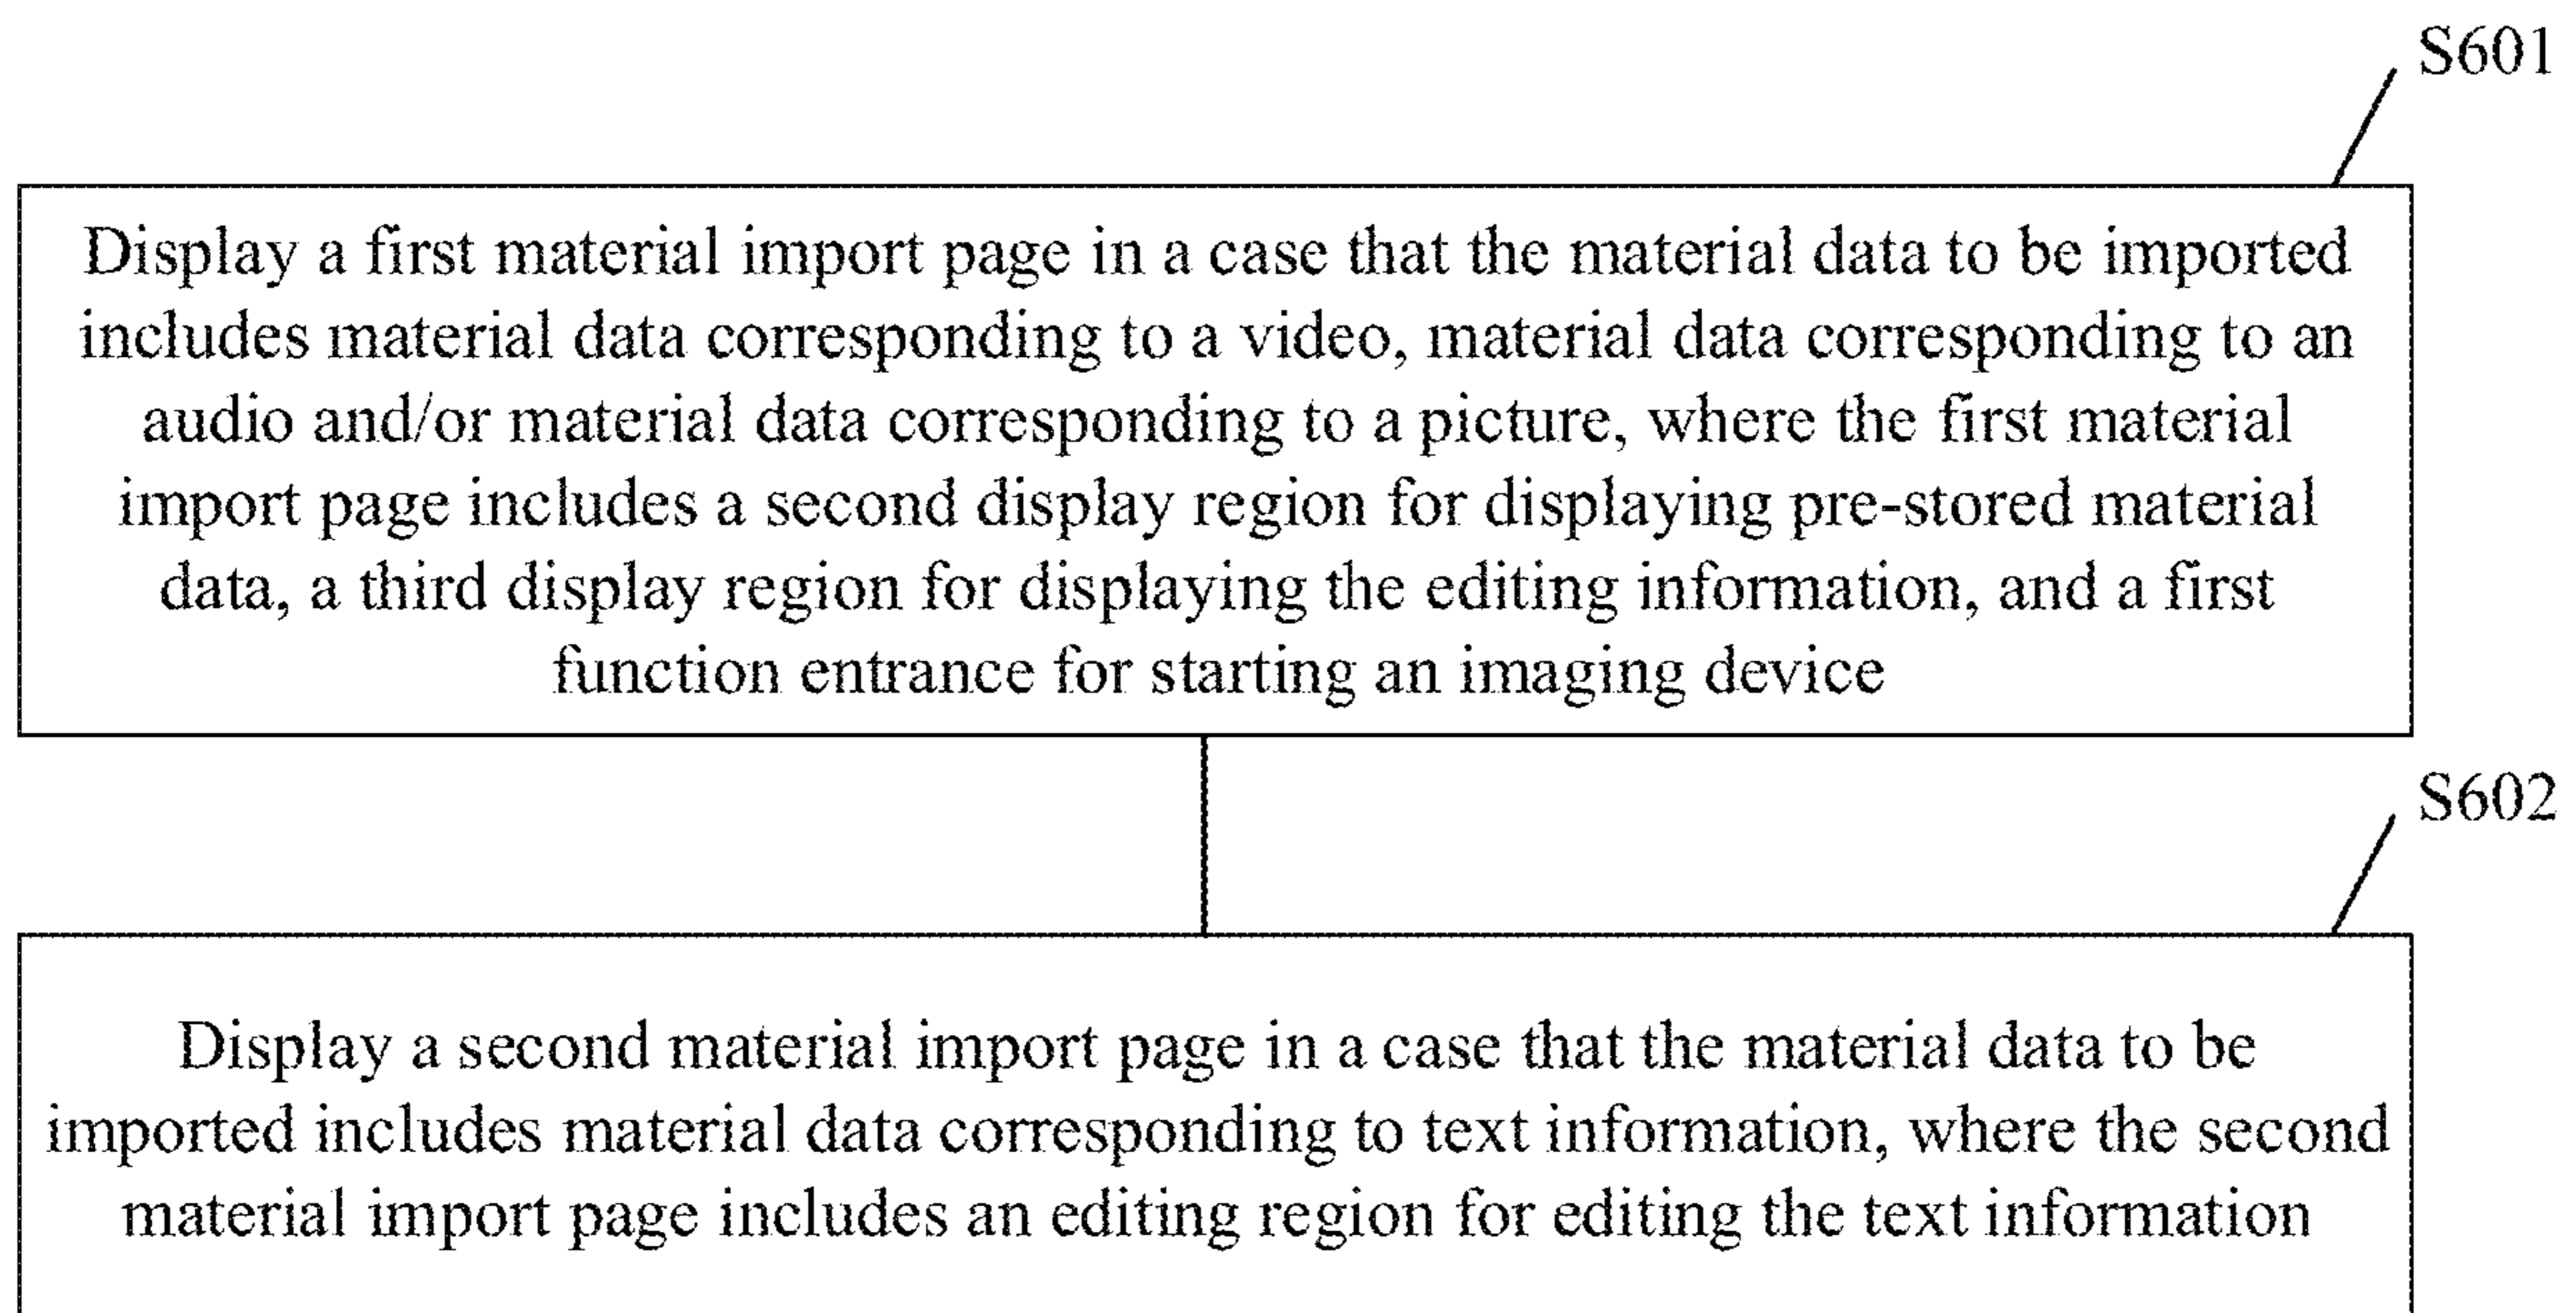 S601
Display a first material import page in a case that the material data to be imported
includes material data corresponding to a video, material data corresponding to an
audio and/or material data corresponding to a picture, where the first material
import page includes a second display region for displaying pre-stored material
data, a third display region for displaying the editing information, and a first
function entrance for starting an imaging device
S602
Display a second material import page in a case that the material data to be
imported includes material data corresponding to text information, where the second
material import page includes an editing region for editing the text information